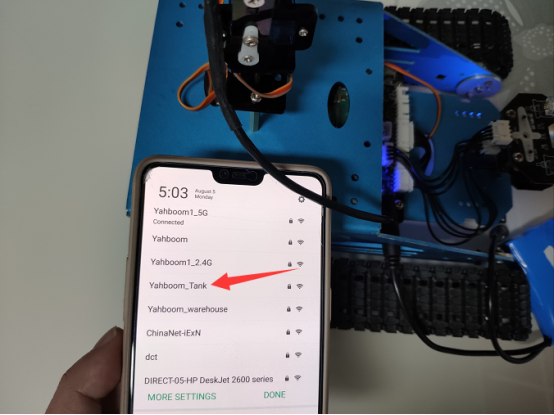 5:03
August 5
Monday
Yahboom1_5G
Connected
Yahboom
Yahboom1_2.4G
Yahboom_Tank
Yahboom_warehouse
ChinaNet-iExN
dct
DIRECT-05-HP DeskJet 2600 series
MORE SETTINGS DONE